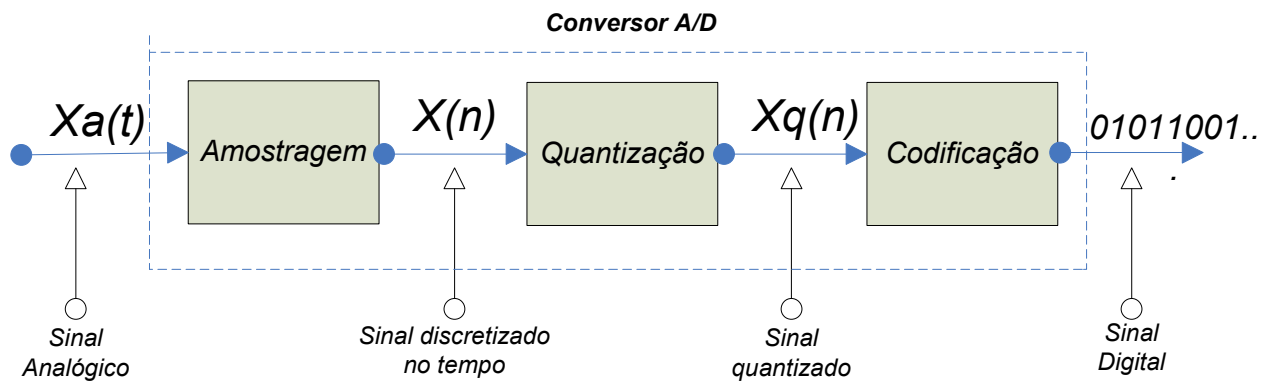 Conversor A/D
Xa(t)
Amostragem
X(n)
Quantização
Xq(n)
Codificação
01011001..
.
Sinal
Analógico
Sinal discretizado
no tempo
Sinal
quantizado
Sinal
Digital